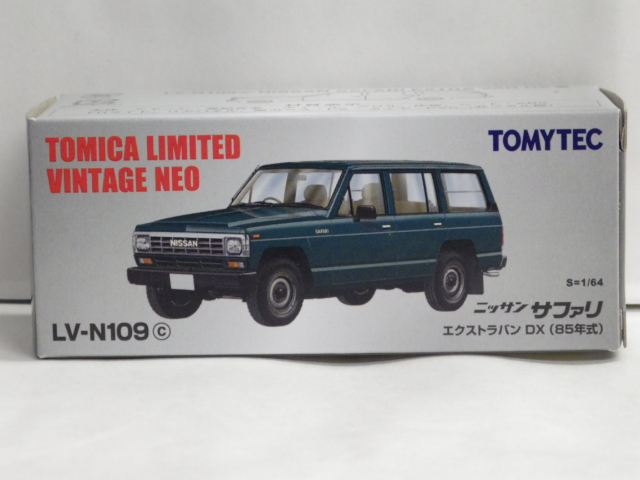 TOMICA LIMITED
VINTAGE NEO
TOMYTEC
NISSAN
Safari
S=1/64
LV-N109 ⓒ
ニッサン サファリ
エクストラバン DX (85年式)